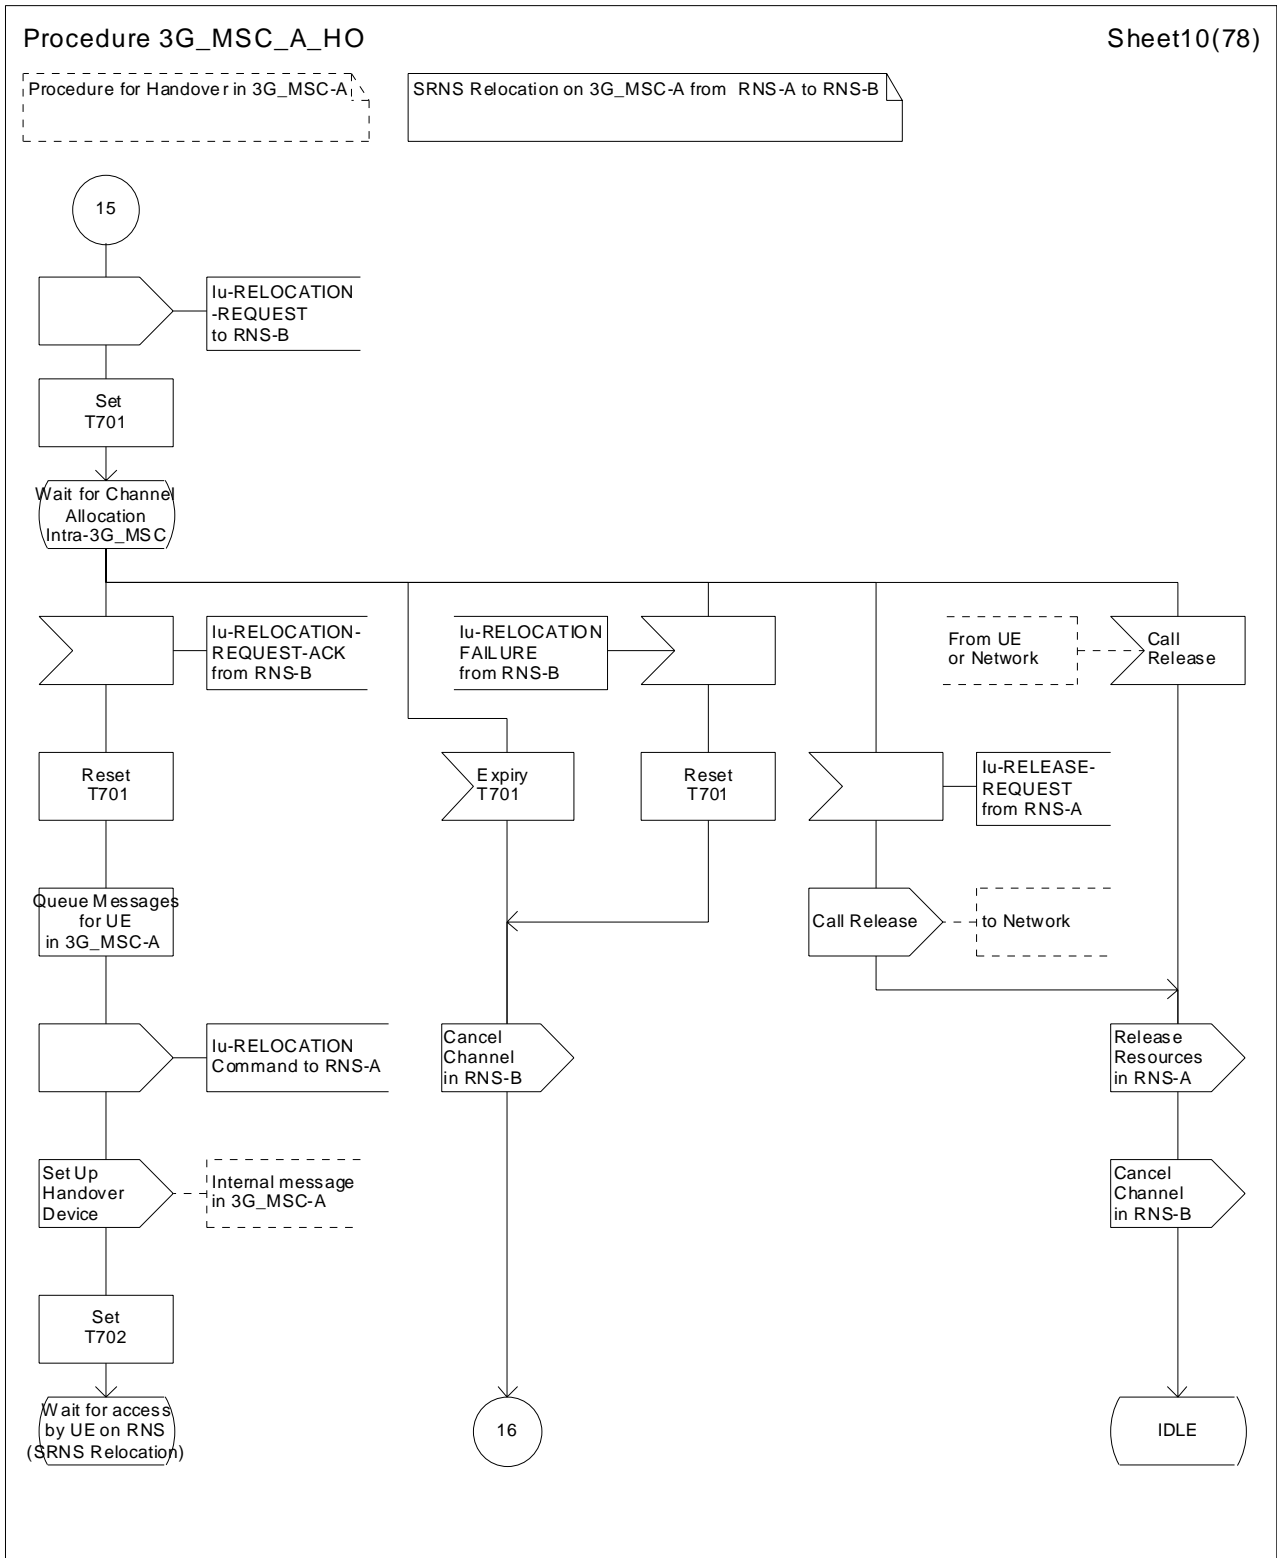 Procedure 3G_MSC_A_HO
Sheet10(78)
Procedure for Handover in 3G_MSC-A
SRNS Relocation on 3G_MSC-A from RNS-A to RNS-B
15
Iu-RELOCATION
-REQUEST
to RNS-B
Set
T701
Wait for Channel
Allocation
Intra-3G_MSC
Iu-RELOCATION-
REQUEST-ACK
from RNS-B
Iu-RELOCATION
FAILURE
from RNS-B
From UE
or Network
Call
Release
Reset
T701
Expiry
T701
Reset
T701
Iu-RELEASE-
REQUEST
from RNS-A
Queue Messages
for UE
in 3G_MSC-A
Call Release
to Network
Iu-RELOCATION
Command to RNS-A
Cancel
Channel
in RNS-B
Release
Resources
in RNS-A
Set Up
Handover
Device
Internal message
in 3G_MSC-A
Cancel
Channel
in RNS-B
Set
T702
Wait for access
by UE on RNS
(SRNS Relocation)
16
IDLE